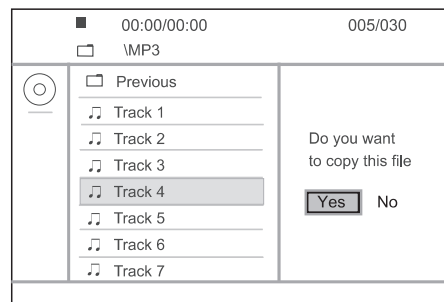 00:00/00:00 005/030
\MP3
Previous
Track 1
Track 2
Track 3
Track 4
Track 5
Track 6
Track 7
Do you want
to copy this file
Yes No